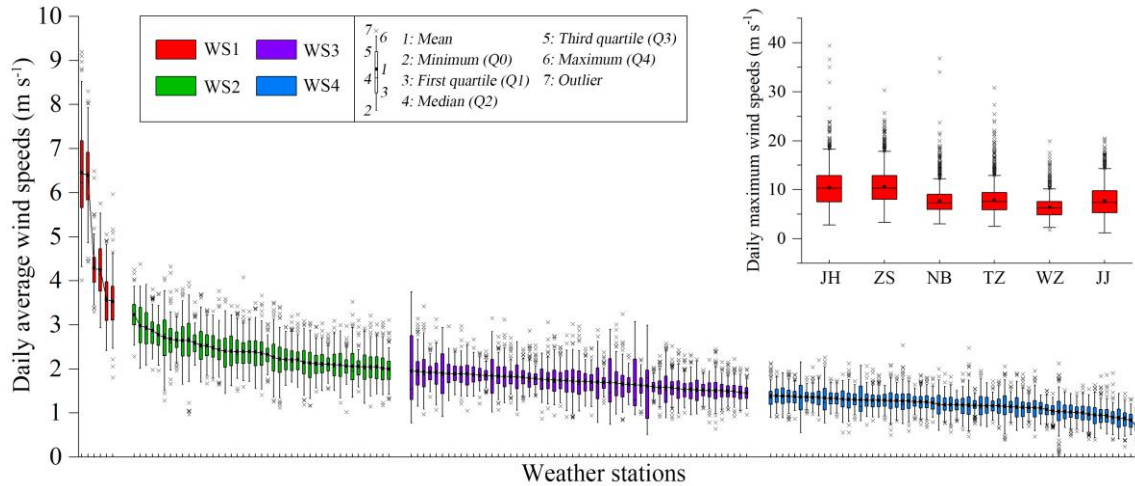 Daily average wind speeds (m s⁻¹)
10
9
8
7
6
5
4
3
2
1
0
WS1
WS2
WS3
WS4
7
6
1
5
4
3
2
1: Mean
2: Minimum (Q0)
3: First quartile (Q1)
4: Median (Q2)
5: Third quartile (Q3)
6: Maximum (Q4)
7: Outlier
Daily maximum wind speeds (m s⁻¹)
40
30
20
10
0
JH ZS NB TZ WZ JJ
Weather stations